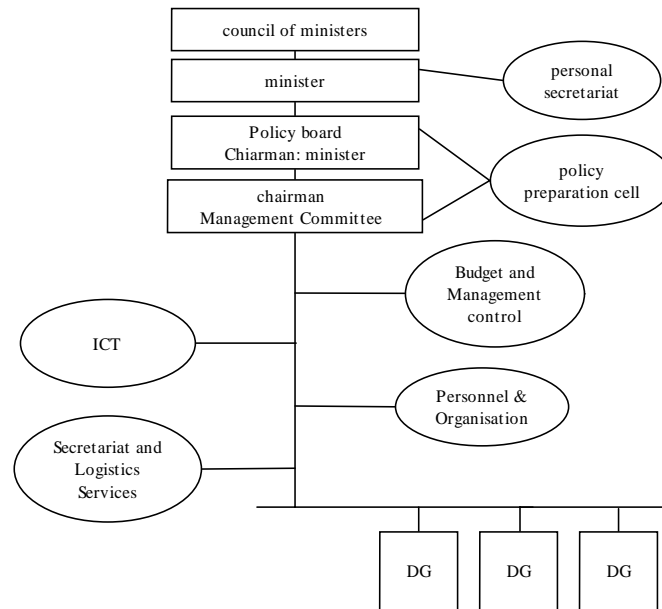 council of ministers
minister
personal
secretariat
Policy board
Chiarman: minister
policy
preparation cell
chairman
Management Committee
Budget and
Management
control
ICT
Personnel &
Organisation
Secretariat and
Logistics
Services
DG
DG
DG